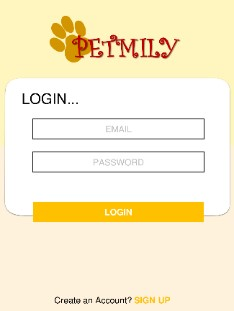 PETMILY
LOGIN...
EMAIL
PASSWORD
LOGIN
Create an Account? SIGN UP